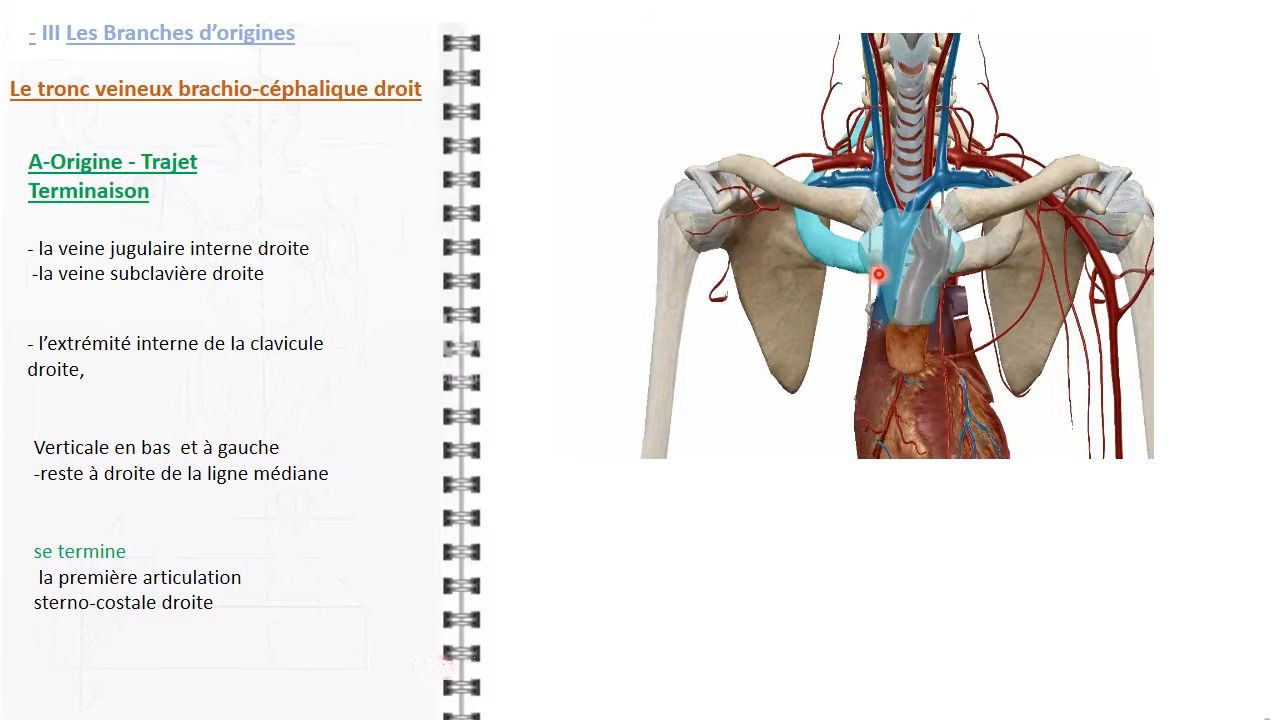 - III Les Branches d’origines
Le tronc veineux brachio-céphalique droit
A-Origine - Trajet
Terminaison
- la veine jugulaire interne droite
-la veine subclavière droite
- l’extrémité interne de la clavicule
droite,
Verticale en bas et à gauche
-reste à droite de la ligne médiane
se termine
la première articulation
sterno-costale droite